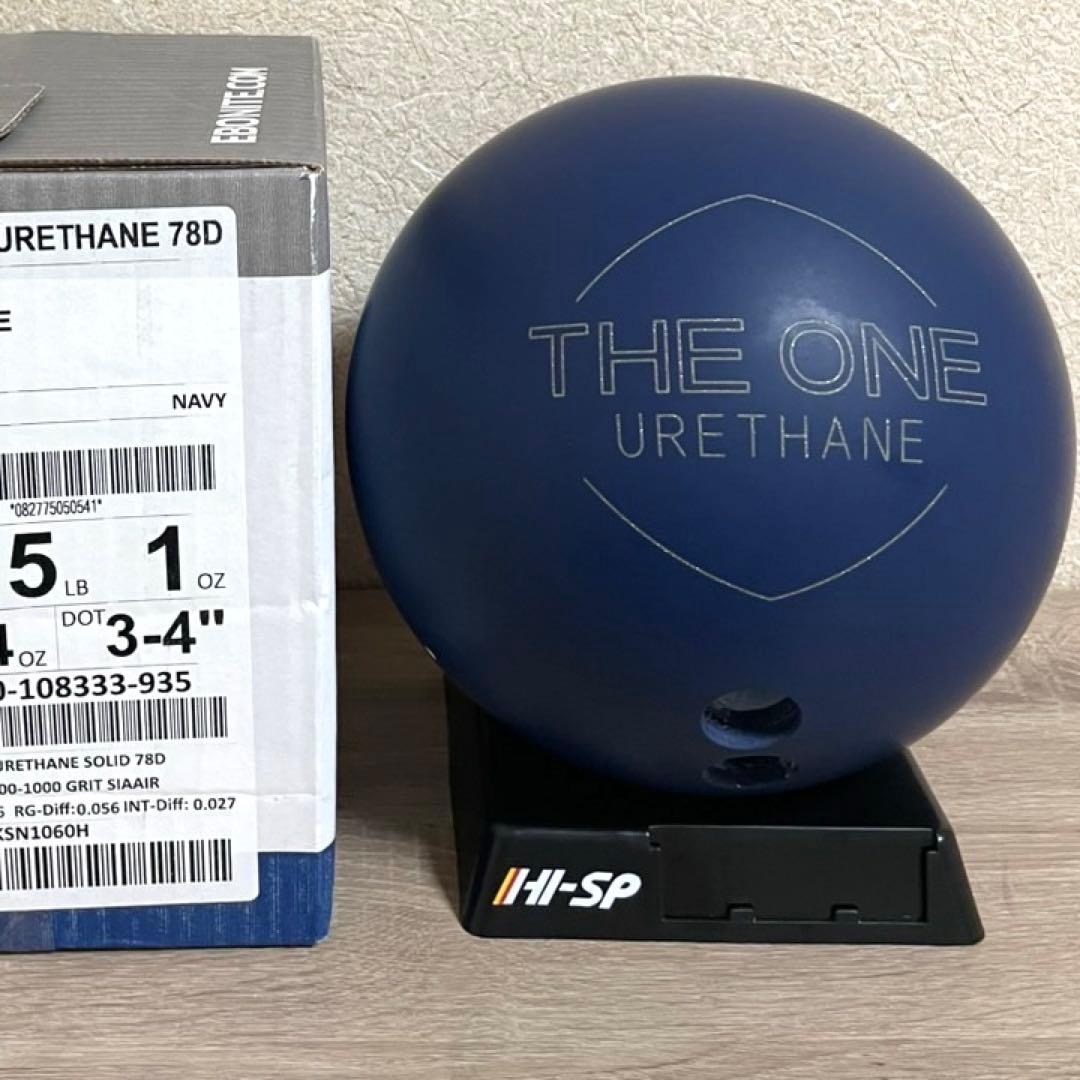 EBONITE.COM
URETHANE 78D
E
NAVY
*082775050541*
5 LB 1 OZ
4 OZ DOT 3-4"
0-108333-935
URETHANE SOLID 78D
00-1000 GRIT SIAAIR
RG-Diff:0.056 INT-Diff: 0.027
KSN1060H
THE ONE
URETHANE
HI-SP